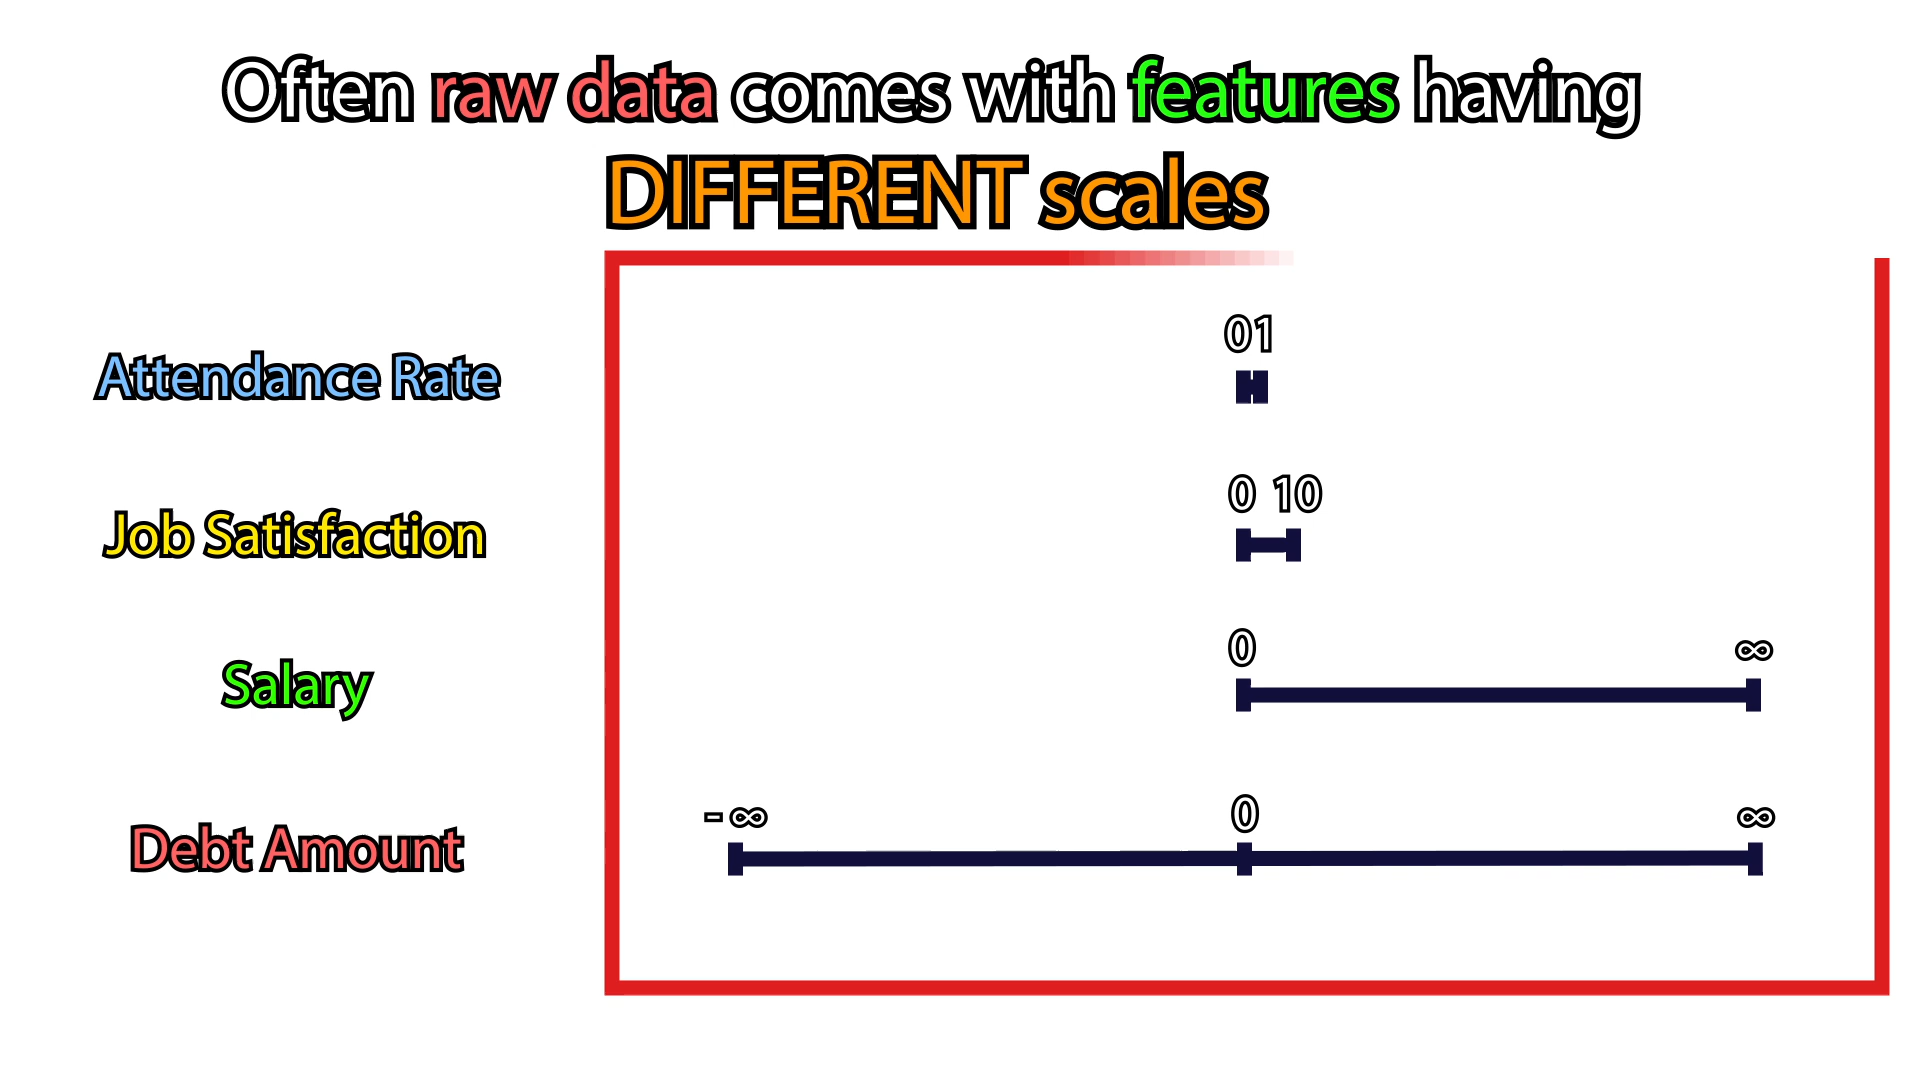 Often raw data comes with features having
DIFFERENT scales
01
Attendance Rate
0 10
Job Satisfaction
0 ∞
Salary
-∞ 0 ∞
Debt Amount